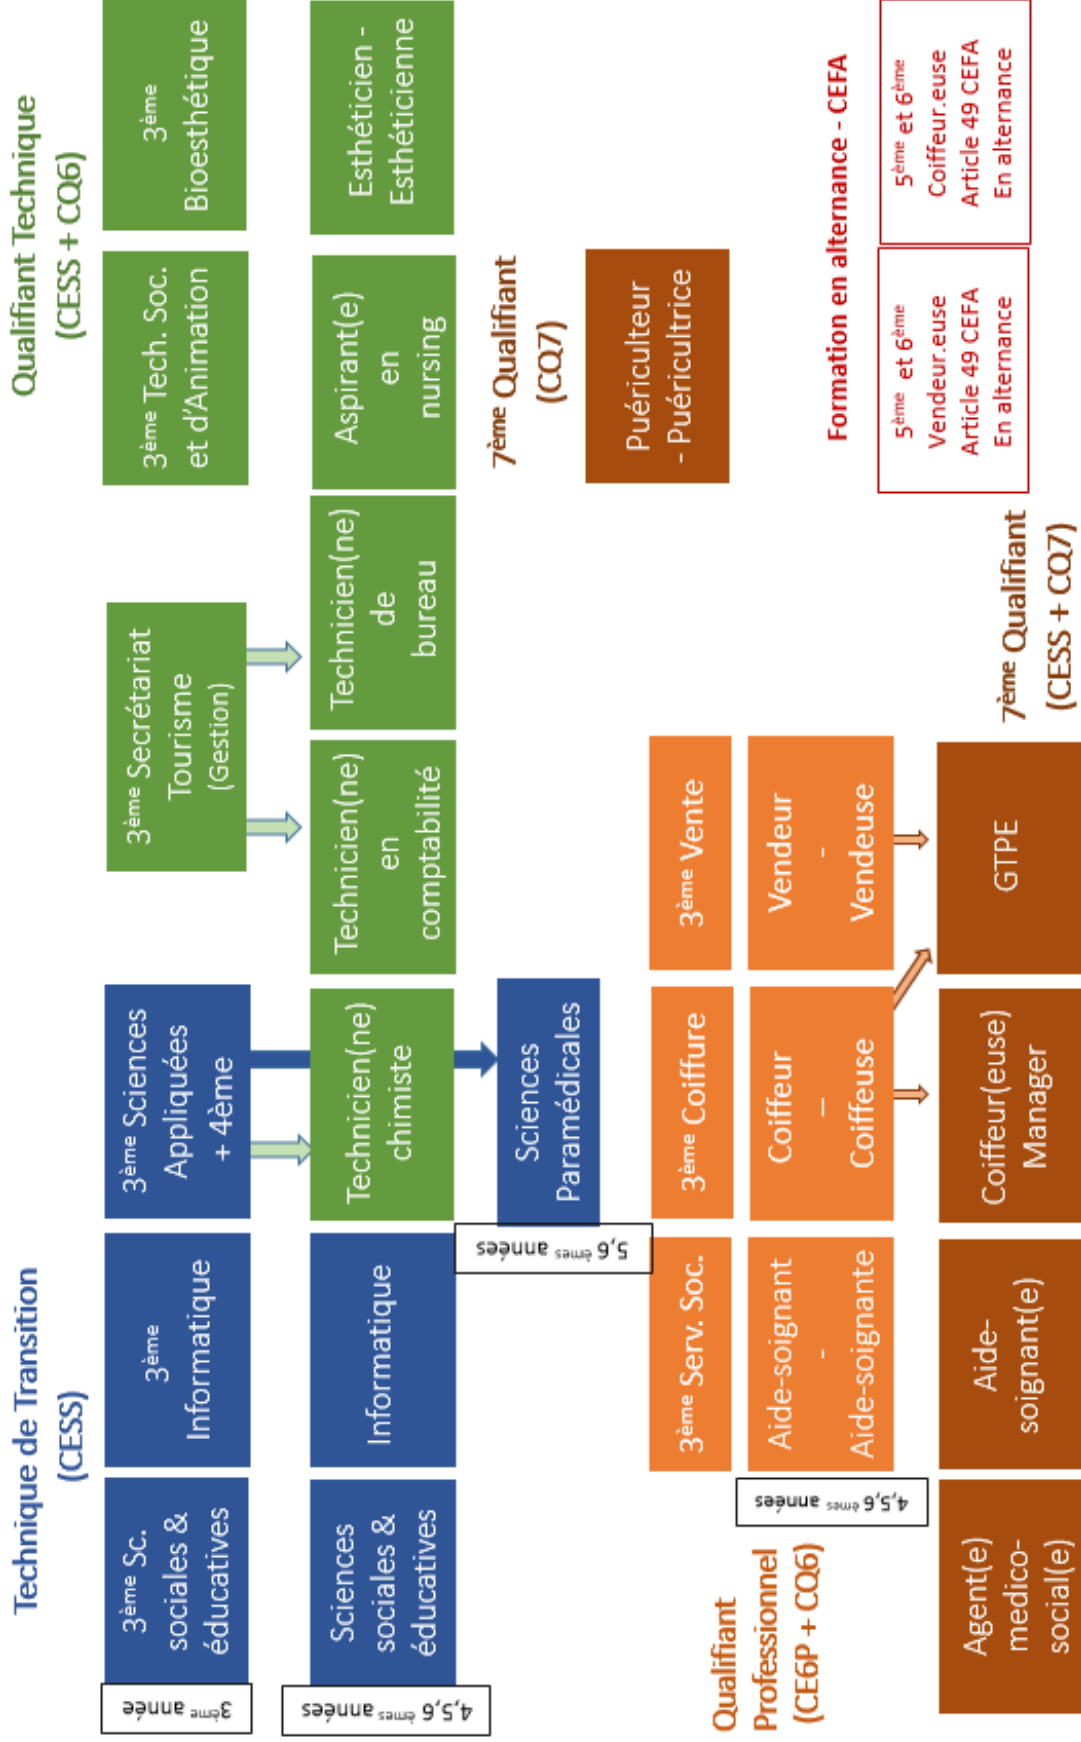 Technique de Transition
(CESS)
Qualifiant Technique
(CESS + CQ6)
3ème année
3ème Sc.
sociales &
éducatives
3ème
Informatique
3ème Sciences
Appliquées
+ 4ème
3ème Secrétariat
Tourisme
(Gestion)
3ème Tech. Soc.
et d'Animation
3ème
Bioesthétique
4,5,6 èmes années
Sciences
sociales &
éducatives
Informatique
Technicien(ne)
chimiste
Technicien(ne)
en
comptabilité
Technicien(ne)
de
bureau
Aspirant(e)
en
nursing
Esthéticien -
Esthéticienne
5,6 èmes années
Sciences
Paramédicales
7ème Qualifiant
(CQ7)
Puériculteur
- Puéricultrice
Qualifiant
Professionnel
(CE6P + CQ6)
3ème Serv. Soc.
3ème Coiffure
3ème Vente
4,5,6 èmes années
Aide-soignant
-
Aide-soignante
Coiffeur
–
Coiffeuse
Vendeur
-
Vendeuse
Formation en alternance - CEFA
5ème et 6ème
Vendeur.euse
Article 49 CEFA
En alternance
5ème et 6ème
Coiffeur.euse
Article 49 CEFA
En alternance
Agent(e)
medico-
social(e)
Aide-
soignant(e)
Coiffeur(euse)
Manager
GTPE
7ème Qualifiant
(CESS + CQ7)